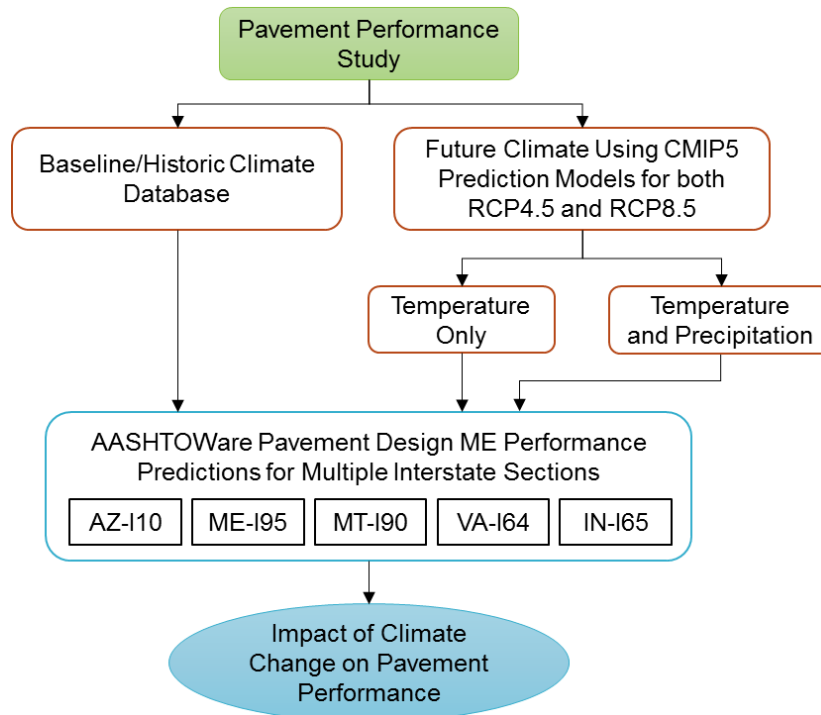 Pavement Performance
Study
Baseline/Historic Climate
Database
Future Climate Using CMIP5
Prediction Models for both
RCP4.5 and RCP8.5
Temperature
Only
Temperature
and Precipitation
AASHTOWare Pavement Design ME Performance
Predictions for Multiple Interstate Sections
AZ-I10
ME-I95
MT-I90
VA-I64
IN-I65
Impact of Climate
Change on Pavement
Performance